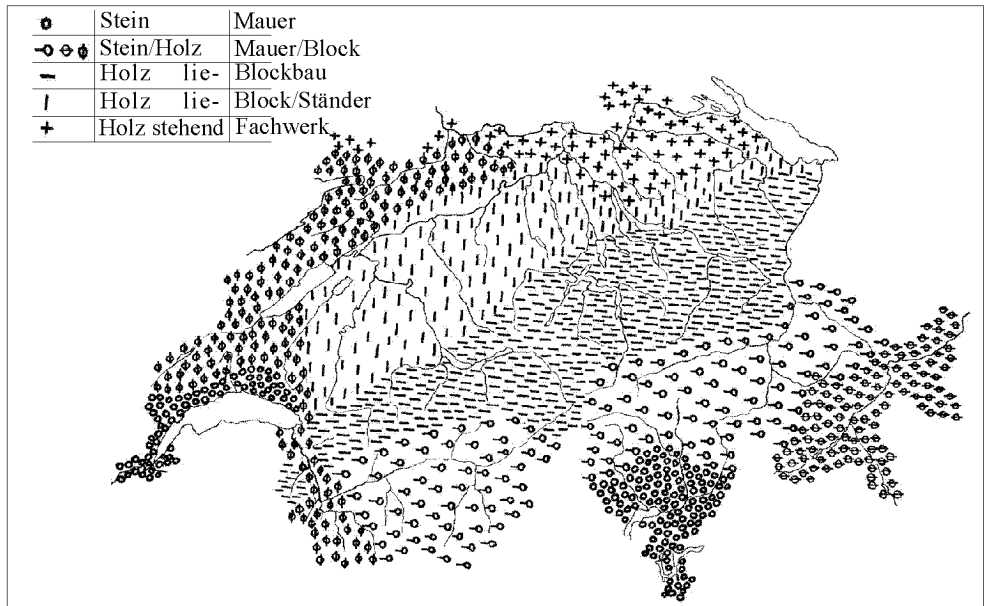 Stein Mauer
Stein/Holz Mauer/Block
Holz lie- Blockbau
Holz lie- Block/Ständer
Holz stehend Fachwerk